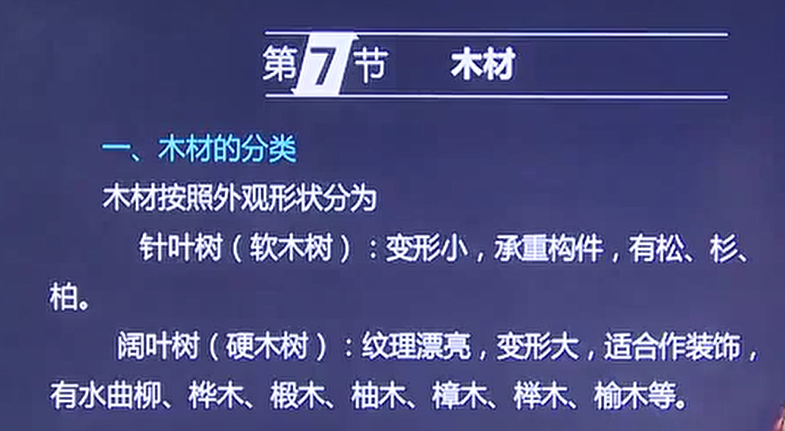 第7节 木材
一、木材的分类
木材按照外观形状分为
针叶树（软木树）：变形小，承重构件，有松、杉、
柏。
阔叶树（硬木树）：纹理漂亮，变形大，适合作装饰，
有水曲柳、桦木、椴木、柚木、樟木、榉木、榆木等。